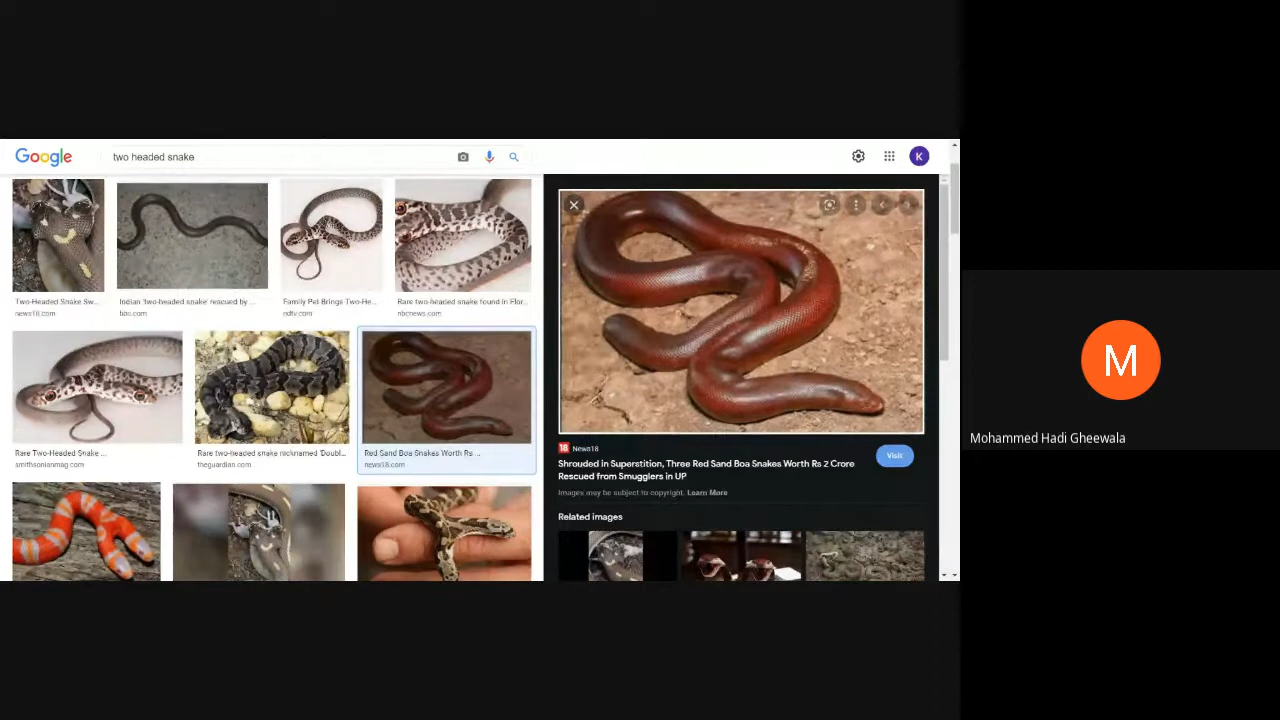 Google
two headed snake
K
Two-Headed Snake Sw...
news18.com
Indian 'two-headed snake' rescued by ...
bbc.com
Family Pet Brings Two-He...
ndtv.com
Rare two-headed snake found in Flor...
nbcnews.com
Rare Two-Headed Snake ...
smithsonianmag.com
Rare two-headed snake nicknamed 'Doubl...
theguardian.com
Red Sand Boa Snakes Worth Rs ...
news18.com
18 News18
Shrouded in Superstition, Three Red Sand Boa Snakes Worth Rs 2 Crore
Rescued from Smugglers in UP
Visit
Images may be subject to copyright. Learn More
Related images
M
Mohammed Hadi Gheewala